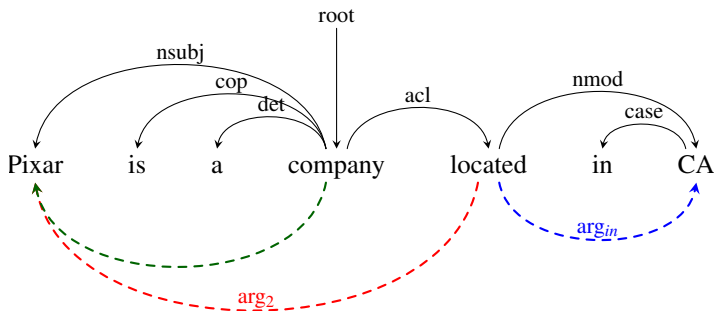 root
nsubj
cop
det
acl
nmod
case
Pixar is a company located in CA
arg_in
arg_2